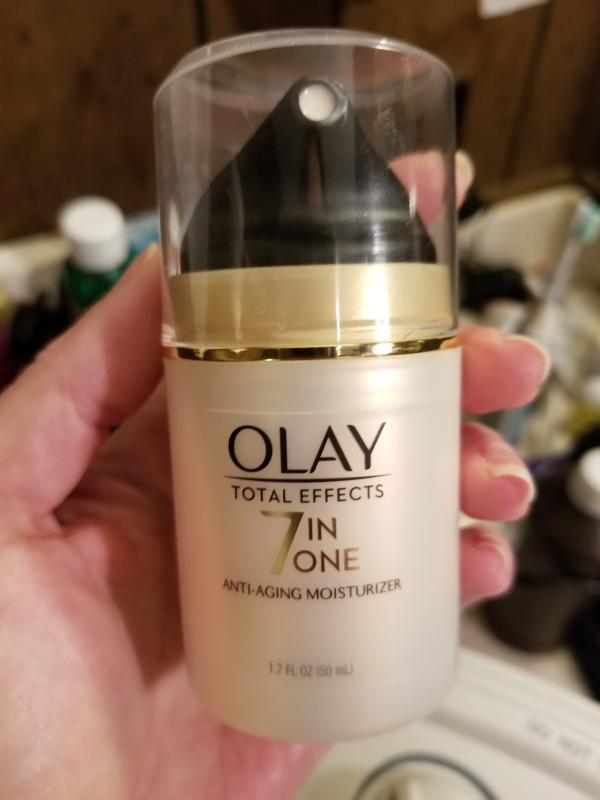 OLAY
TOTAL EFFECTS
7 IN
ONE
ANTI-AGING MOISTURIZER
1.7 FL OZ (50 mL)